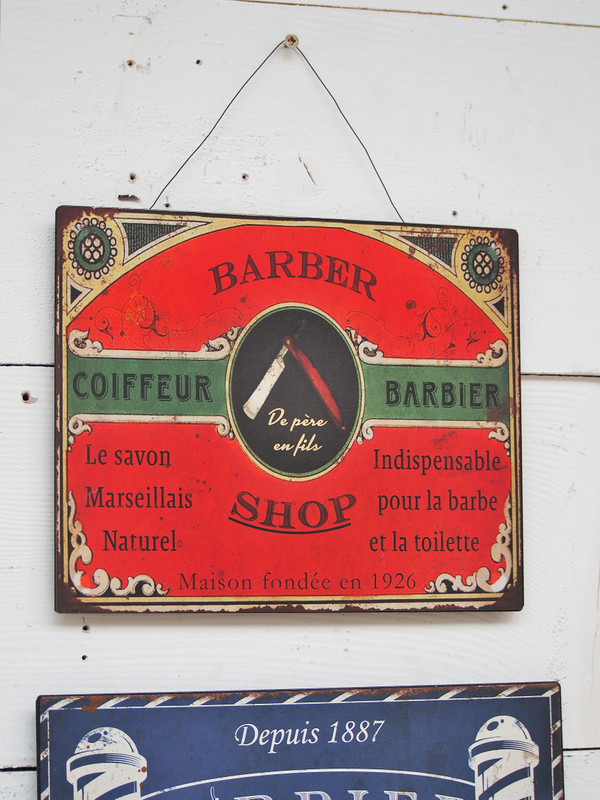 BARBER
COIFFEUR
BARBIER
De père
en fils
Le savon
Marseillais
Naturel
SHOP
Indispensable
pour la barbe
et la toilette
Maison fondée en 1926
Depuis 1887